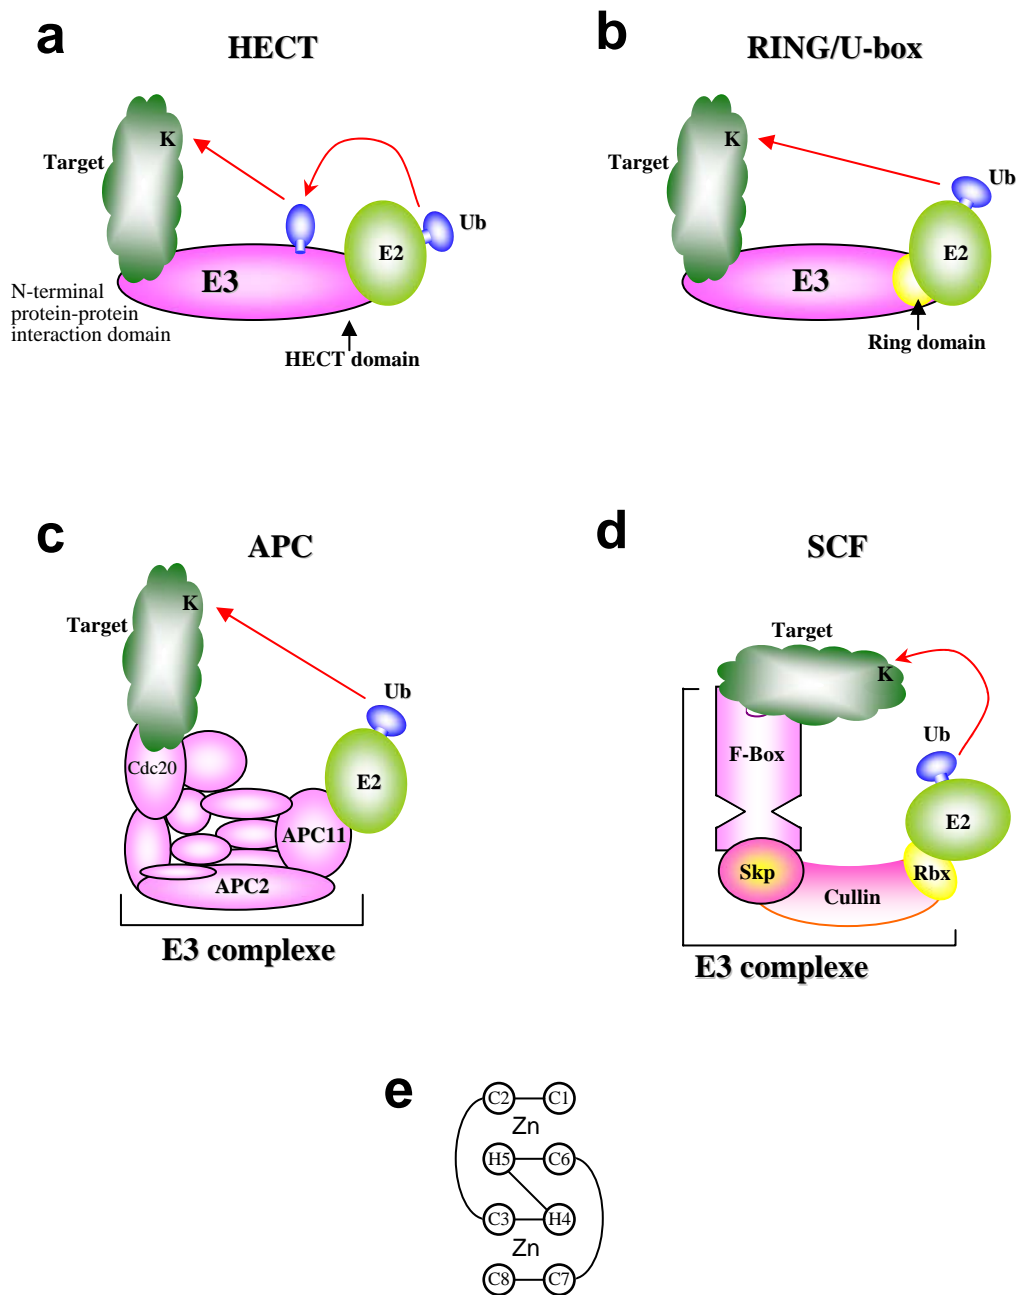 a
HECT
K
Target
Ub
E2
E3
N-terminal
protein-protein
interaction domain
HECT domain
b
RING/U-box
K
Target
Ub
E2
E3
Ring domain
c
APC
K
Target
Ub
Cdc20
E2
APC11
APC2
E3 complexe
d
SCF
Target
K
Ub
F-Box
E2
Skp
Rbx
Cullin
E3 complexe
e
C2 C1
Zn
H5 C6
C3 H4
Zn
C8 C7